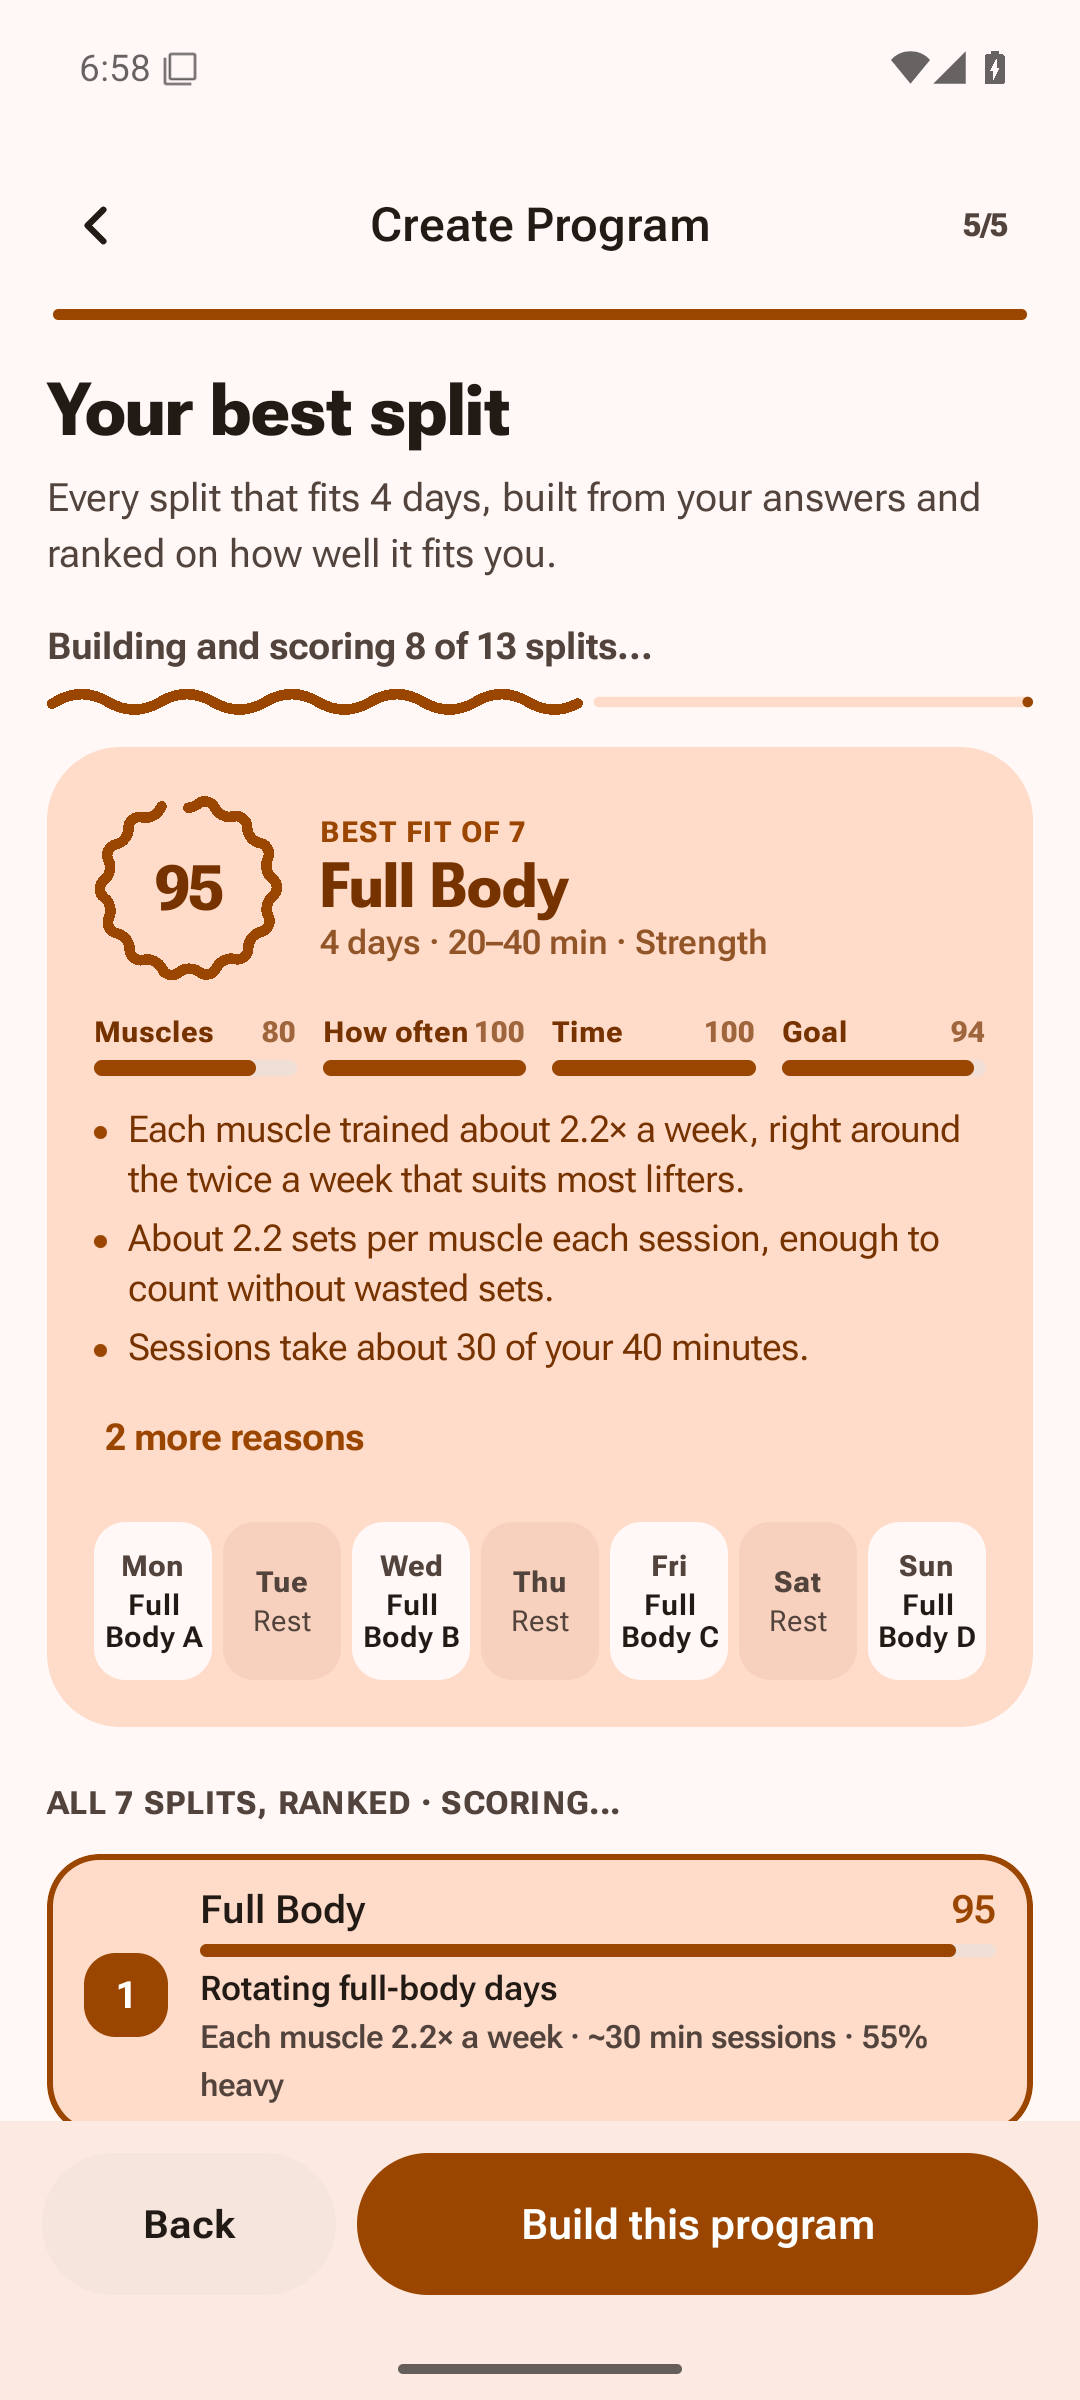 6:58
Create Program
5/5
Your best split
Every split that fits 4 days, built from your answers and
ranked on how well it fits you.
Building and scoring 8 of 13 splits...
95
BEST FIT OF 7
Full Body
4 days · 20–40 min · Strength
Muscles 80
How often 100
Time 100
Goal 94
• Each muscle trained about 2.2× a week, right around
the twice a week that suits most lifters.
• About 2.2 sets per muscle each session, enough to
count without wasted sets.
• Sessions take about 30 of your 40 minutes.
2 more reasons
Mon
Full
Body A
Tue
Rest
Wed
Full
Body B
Thu
Rest
Fri
Full
Body C
Sat
Rest
Sun
Full
Body D
ALL 7 SPLITS, RANKED · SCORING...
1
Full Body 95
Rotating full-body days
Each muscle 2.2× a week · ~30 min sessions · 55%
heavy
Back
Build this program